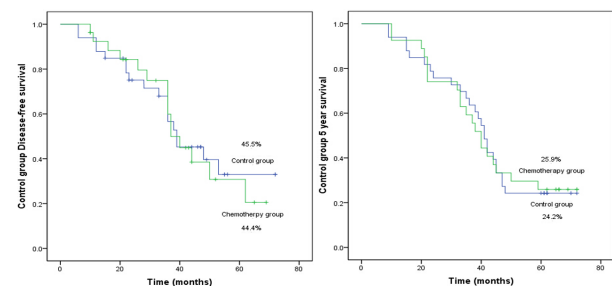 Control group Disease-free survival
1.0
0.8
0.6
0.4
0.2
0.0
45.5%
Control group
Chemotherpy group
44.4%
0 20 40 60 80
Time (months)
Control group 5 year survival
1.0
0.8
0.6
0.4
0.2
0.0
25.9%
Chemotherapy group
Control group
24.2%
0 20 40 60 80
Time (months)